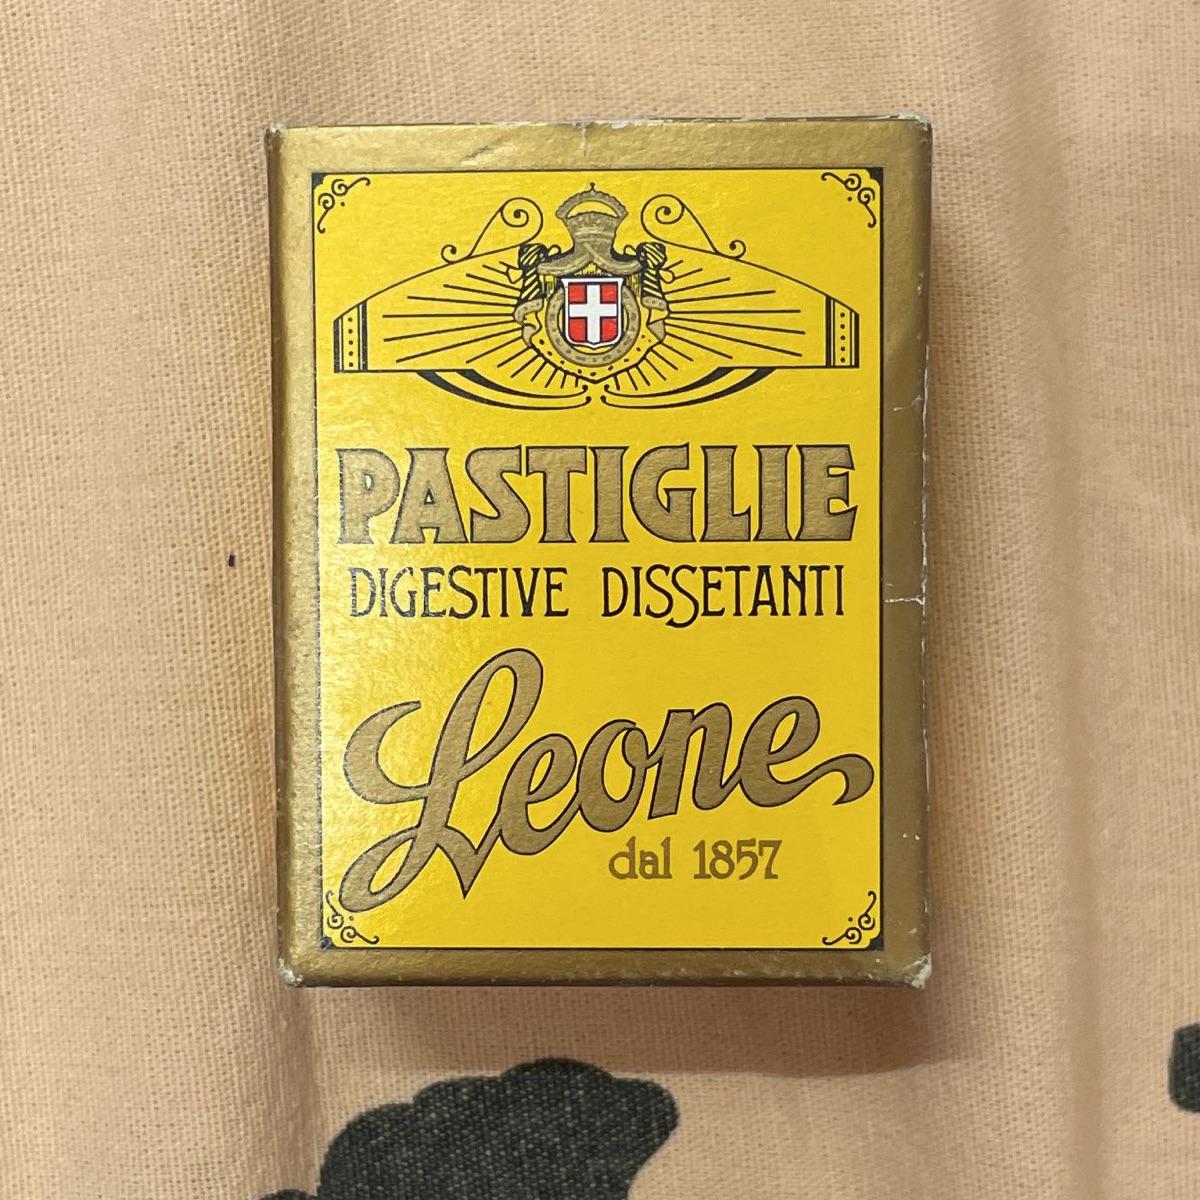 PASTIGLIE
DIGESTIVE DISSETANTI
Leone
dal 1857